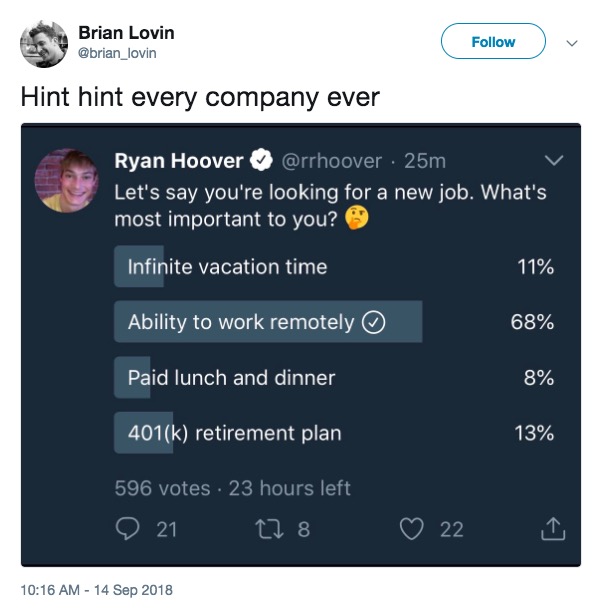 Brian Lovin
@brian_lovin
Follow
Hint hint every company ever
Ryan Hoover @rrhoover · 25m
Let's say you're looking for a new job. What's
most important to you? 🤔
Infinite vacation time 11%
Ability to work remotely 68%
Paid lunch and dinner 8%
401(k) retirement plan 13%
596 votes · 23 hours left
21 8 22
10:16 AM - 14 Sep 2018